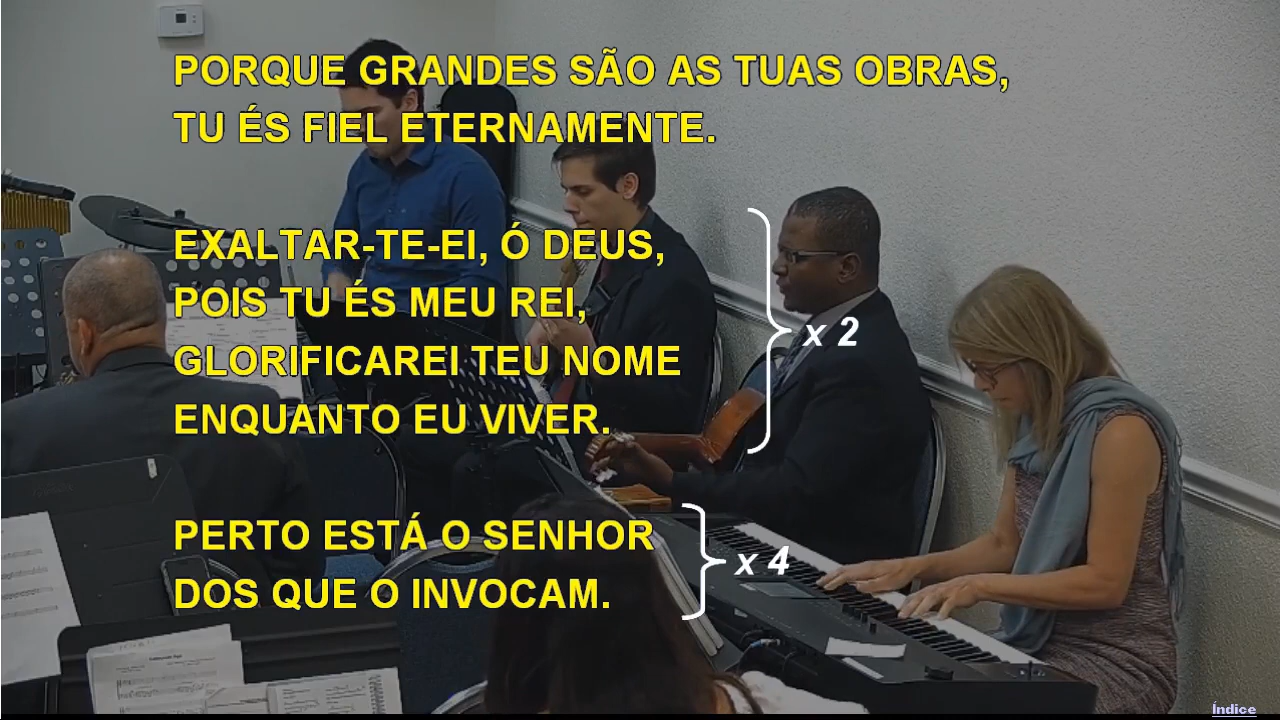 PORQUE GRANDES SÃO AS TUAS OBRAS,
TU ÉS FIEL ETERNAMENTE.
EXALTAR-TE-EI, Ó DEUS,
POIS TU ÉS MEU REI,
GLORIFICAREI TEU NOME
ENQUANTO EU VIVER.
x 2
PERTO ESTÁ O SENHOR
DOS QUE O INVOCAM.
x 4
Índice